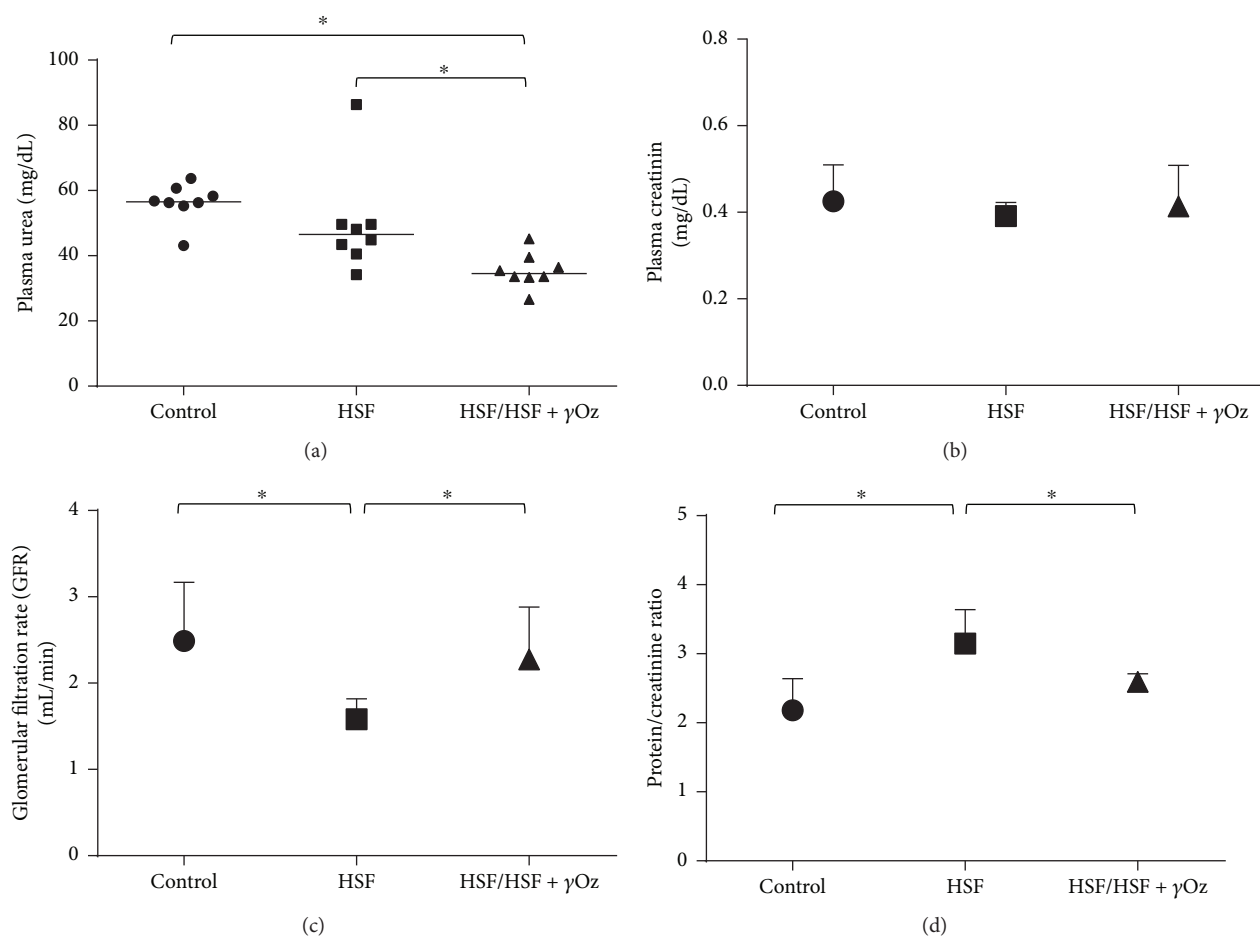 *
*
100
80
60
40
20
0
Plasma urea (mg/dL)
Control
HSF
HSF/HSF + γOz
(a)
0.8
0.6
0.4
0.2
0.0
Plasma creatinin
(mg/dL)
Control
HSF
HSF/HSF + γOz
(b)
*
*
4
3
2
1
0
Glomerular filtration rate (GFR)
(mL/min)
Control
HSF
HSF/HSF + γOz
(c)
*
*
5
4
3
2
1
0
Protein/creatinine ratio
Control
HSF
HSF/HSF + γOz
(d)